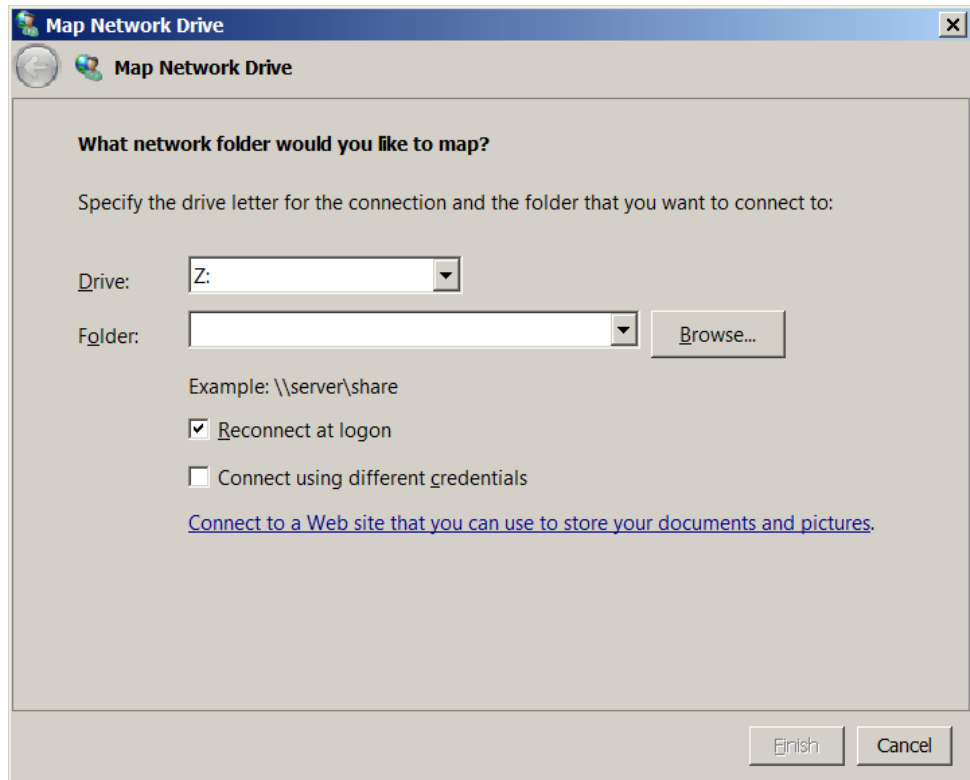 Map Network Drive
Map Network Drive
What network folder would you like to map?
Specify the drive letter for the connection and the folder that you want to connect to:
Drive: Z:
Folder: Browse...
Example: \\server\share
Reconnect at logon
Connect using different credentials
Connect to a Web site that you can use to store your documents and pictures.
Finish Cancel